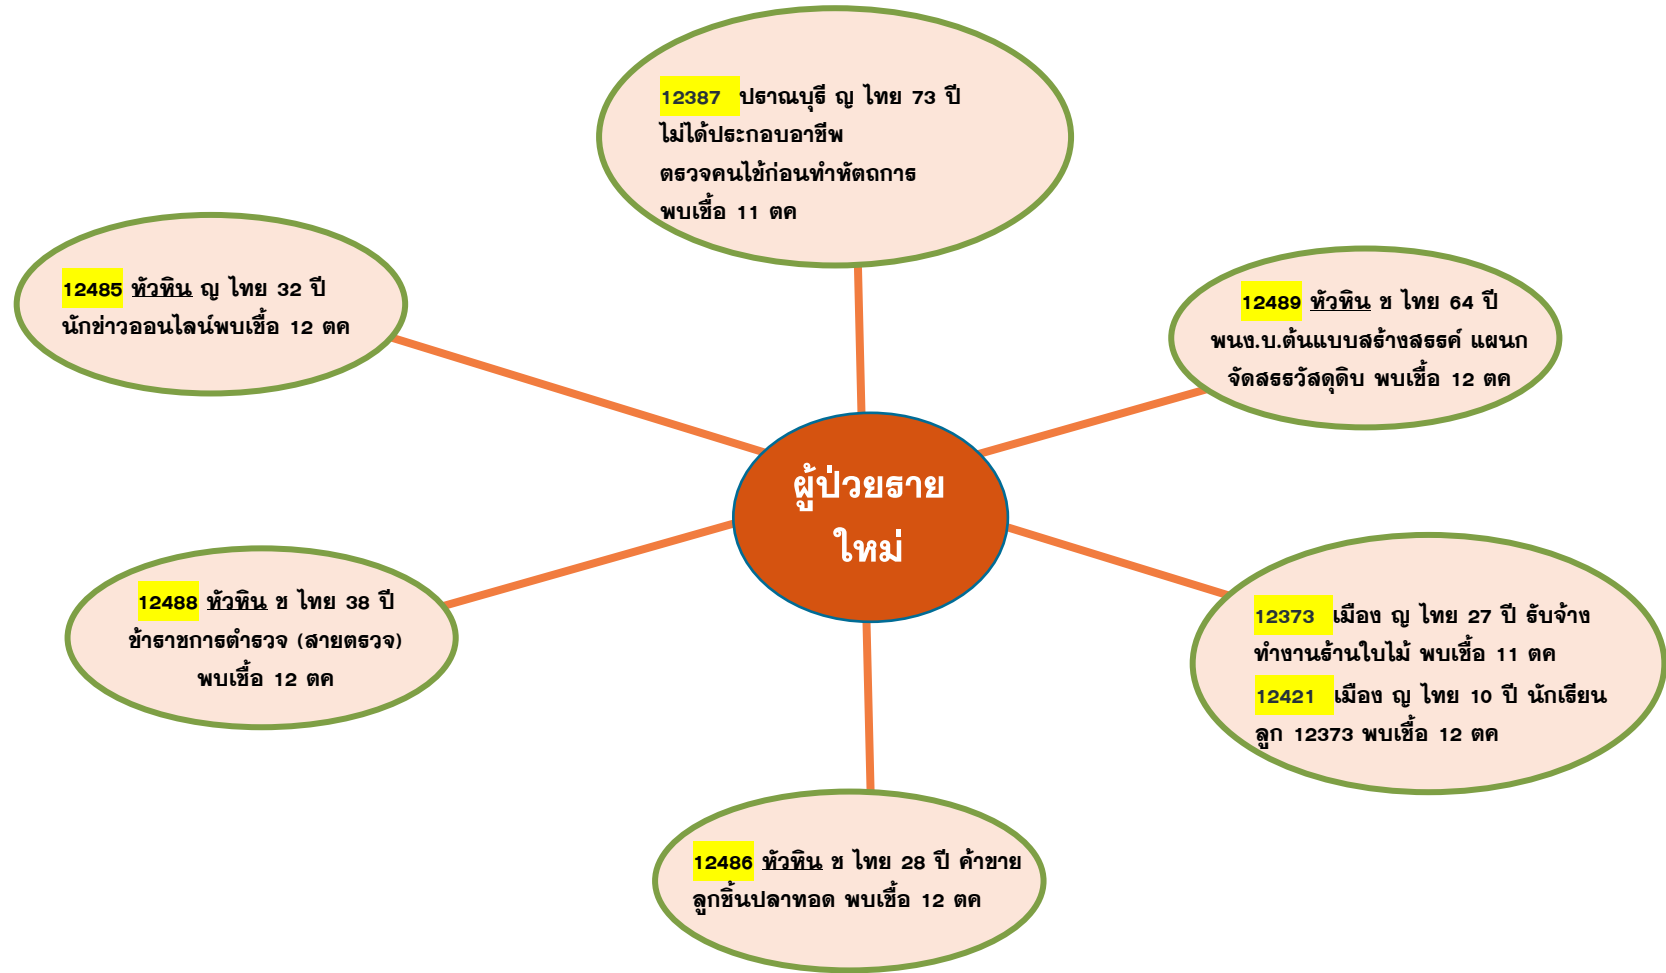 12387 ปราณบุรี ญ ไทย 73 ปี
ไม่ได้ประกอบอาชีพ
ตรวจคนไข้ก่อนทำหัตถการ
พบเชื้อ 11 ตค
12485 หัวหิน ญ ไทย 32 ปี
นักข่าวออนไลน์พบเชื้อ 12 ตค
12489 หัวหิน ช ไทย 64 ปี
พนง.บ.ต้นแบบสร้างสรรค์ แผนก
จัดสรรวัสดุดิบ พบเชื้อ 12 ตค
ผู้ป่วยราย
ใหม่
12488 หัวหิน ช ไทย 38 ปี
ข้าราชการตำรวจ (สายตรวจ)
พบเชื้อ 12 ตค
12373 เมือง ญ ไทย 27 ปี รับจ้าง
ทำงานร้านใบไม้ พบเชื้อ 11 ตค
12421 เมือง ญ ไทย 10 ปี นักเรียน
ลูก 12373 พบเชื้อ 12 ตค
12486 หัวหิน ช ไทย 28 ปี ค้าขาย
ลูกชิ้นปลาทอด พบเชื้อ 12 ตค